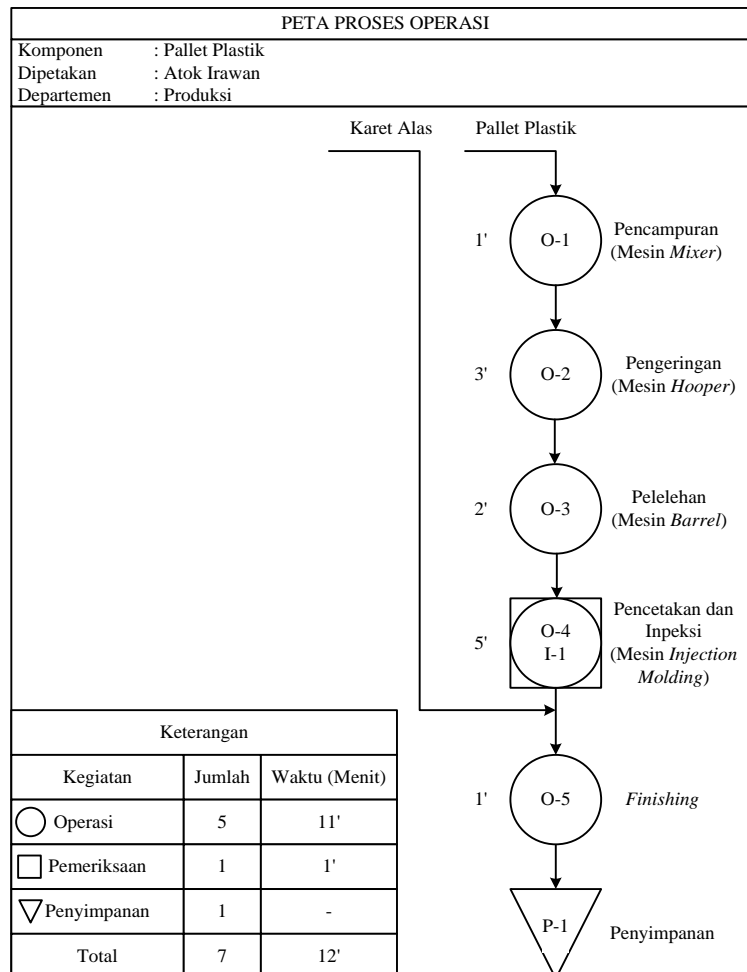 PETA PROSES OPERASI
Komponen : Pallet Plastik
Dipetakan : Atok Irawan
Departemen : Produksi
Karet Alas
Pallet Plastik
1'
O-1
Pencampuran
(Mesin Mixer)
3'
O-2
Pengeringan
(Mesin Hooper)
2'
O-3
Pelelehan
(Mesin Barrel)
5'
O-4
I-1
Pencetakan dan
Inpeksi
(Mesin Injection
Molding)
1'
O-5
Finishing
P-1
Penyimpanan
Keterangan
Kegiatan Jumlah Waktu (Menit)
Operasi 5 11'
Pemeriksaan 1 1'
Penyimpanan 1 -
Total 7 12'